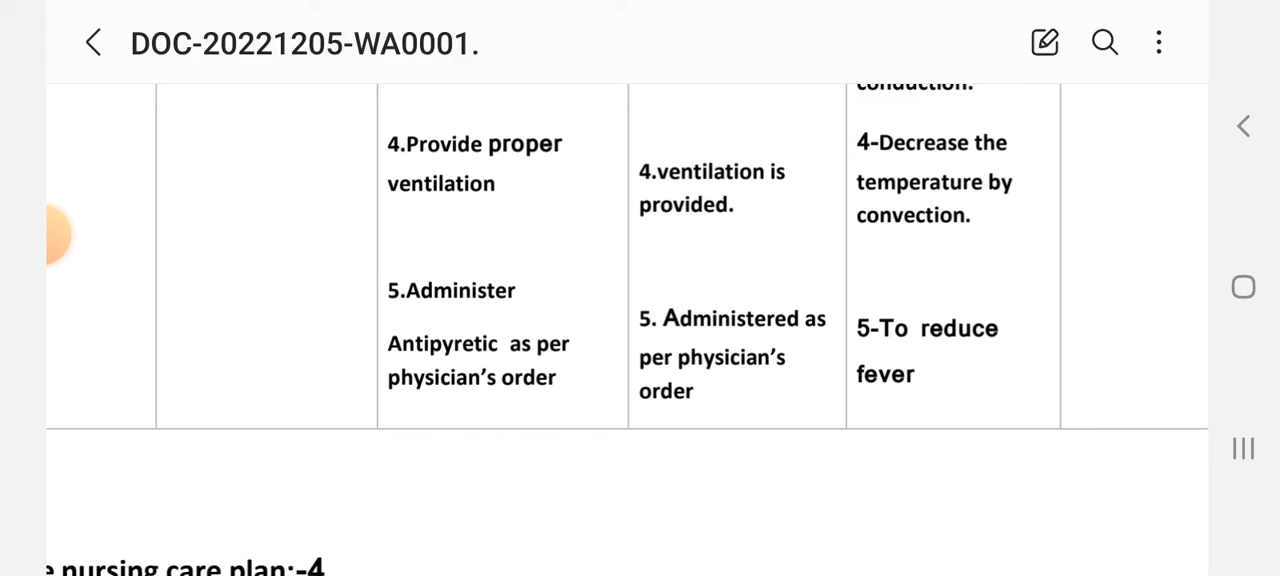 DOC-20221205-WA0001.
conduction.
4.Provide proper
ventilation
4.ventilation is
provided.
4-Decrease the
temperature by
convection.
5.Administer
Antipyretic as per
physician's order
5. Administered as
per physician's
order
5-To reduce
fever
e nursing care plan:-4